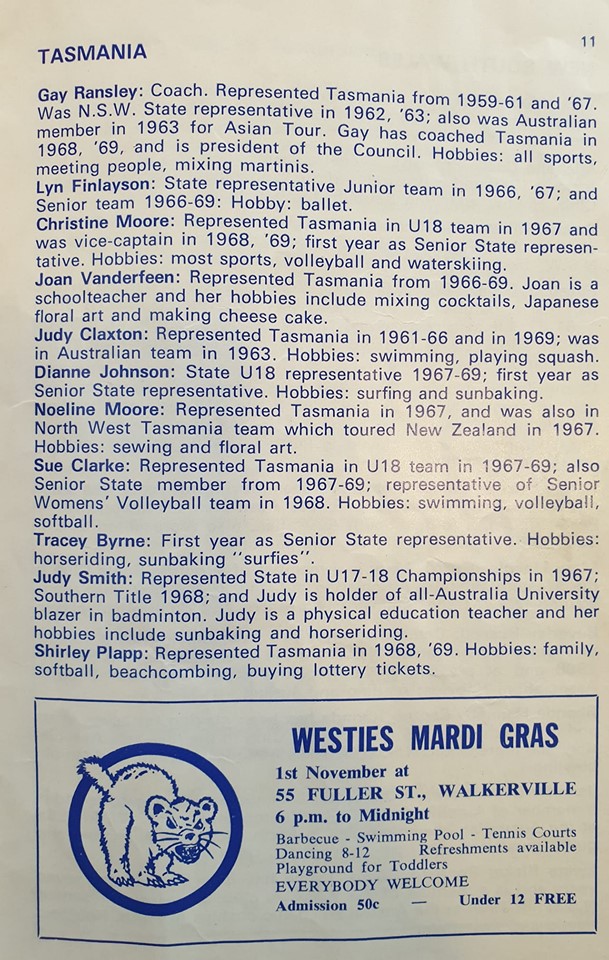 11
TASMANIA
Gay Ransley: Coach. Represented Tasmania from 1959-61 and '67.
Was N.S.W. State representative in 1962, '63; also was Australian
member in 1963 for Asian Tour. Gay has coached Tasmania in
1968, '69, and is president of the Council. Hobbies: all sports,
meeting people, mixing martinis.
Lyn Finlayson: State representative Junior team in 1966, '67; and
Senior team 1966-69: Hobby: ballet.
Christine Moore: Represented Tasmania in U18 team in 1967 and
was vice-captain in 1968, '69; first year as Senior State represen-
tative. Hobbies: most sports, volleyball and waterskiing.
Joan Vanderfeen: Represented Tasmania from 1966-69. Joan is a
schoolteacher and her hobbies include mixing cocktails, Japanese
floral art and making cheese cake.
Judy Claxton: Represented Tasmania in 1961-66 and in 1969; was
in Australian team in 1963. Hobbies: swimming, playing squash.
Dianne Johnson: State U18 representative 1967-69; first year as
Senior State representative. Hobbies: surfing and sunbaking.
Noeline Moore: Represented Tasmania in 1967, and was also in
North West Tasmania team which toured New Zealand in 1967.
Hobbies: sewing and floral art.
Sue Clarke: Represented Tasmania in U18 team in 1967-69; also
Senior State member from 1967-69; representative of Senior
Womens' Volleyball team in 1968. Hobbies: swimming, volleyball,
softball.
Tracey Byrne: First year as Senior State representative. Hobbies:
horseriding, sunbaking "surfies".
Judy Smith: Represented State in U17-18 Championships in 1967;
Southern Title 1968; and Judy is holder of all-Australia University
blazer in badminton. Judy is a physical education teacher and her
hobbies include sunbaking and horseriding.
Shirley Plapp: Represented Tasmania in 1968, '69. Hobbies: family,
softball, beachcombing, buying lottery tickets.
WESTIES MARDI GRAS
1st November at
55 FULLER ST., WALKERVILLE
6 p.m. to Midnight
Barbecue - Swimming Pool - Tennis Courts
Dancing 8-12 Refreshments available
Playground for Toddlers
EVERYBODY WELCOME
Admission 50c — Under 12 FREE